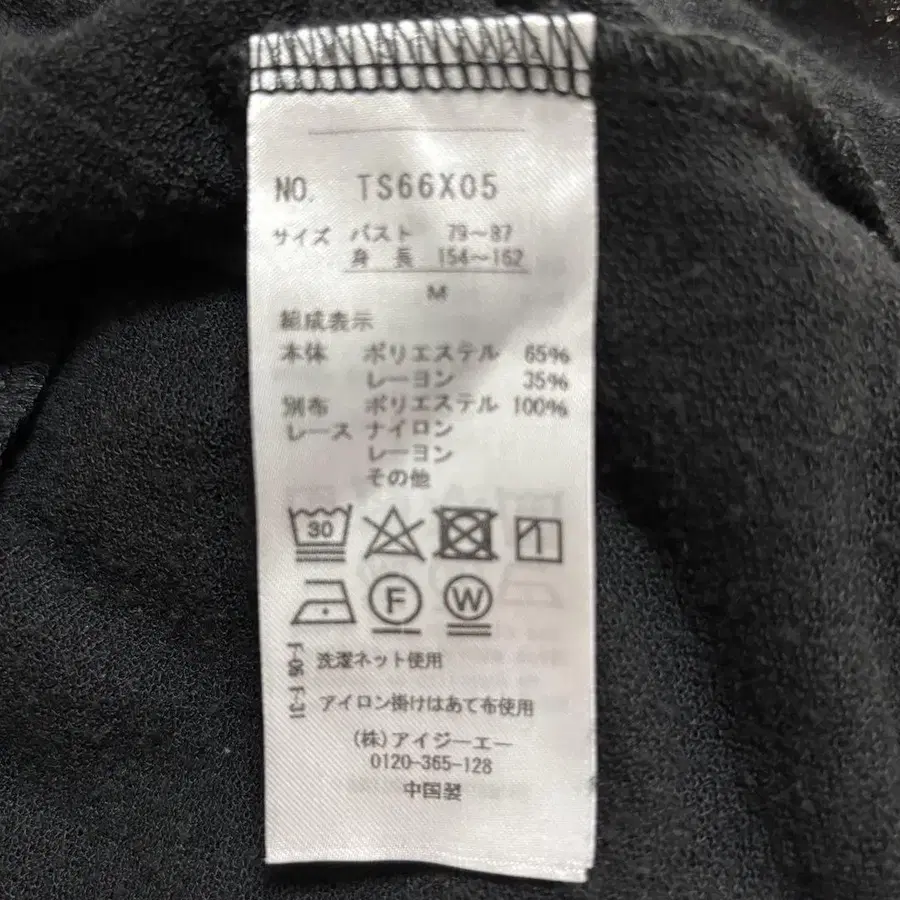 NO. TS66X05
サイズ バスト 79~87
身長 154~162
M
組成表示
本体 ポリエステル 65%
レーヨン 35%
別布 ポリエステル 100%
レース ナイロン
レーヨン
その他
30
F W
T-06 T-31
洗濯ネット使用
アイロン掛けはあて布使用
(株)アイジーエー
0120-365-128
中国製